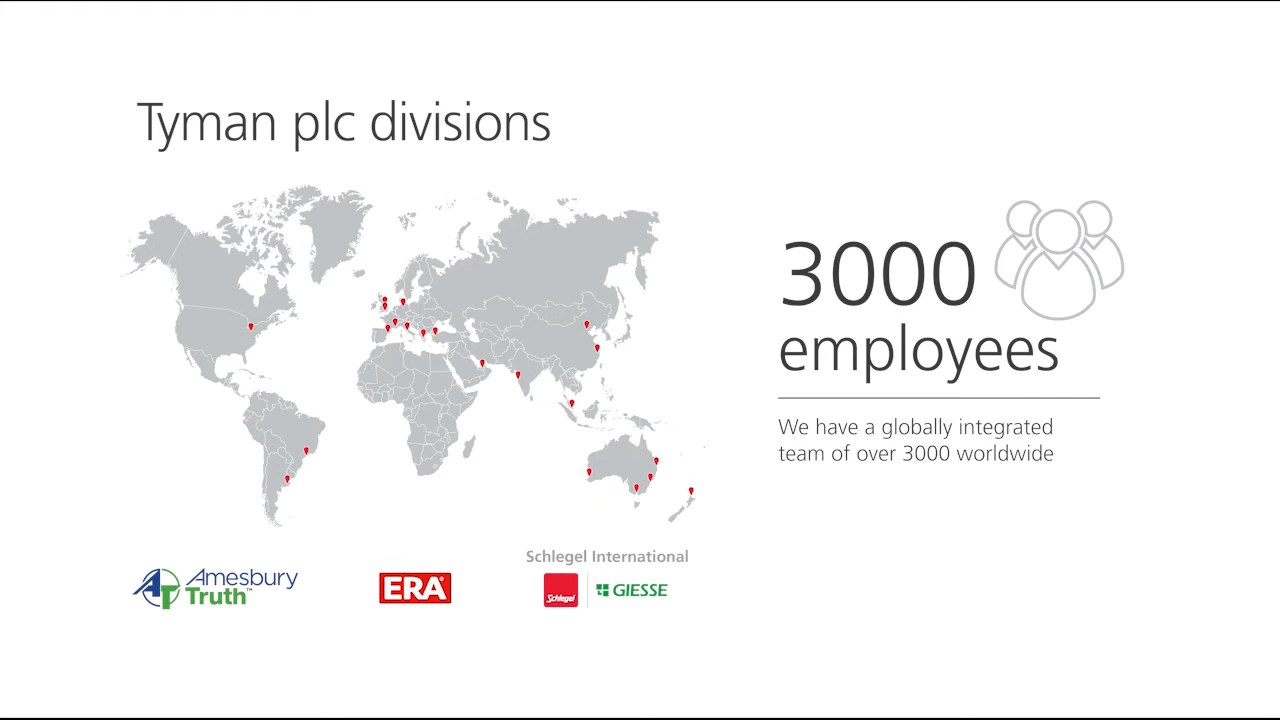 Tyman plc divisions
3000
employees
We have a globally integrated
team of over 3000 worldwide
Schlegel International
Amesbury
Truth™
ERA®
Schlegel
GIESSE